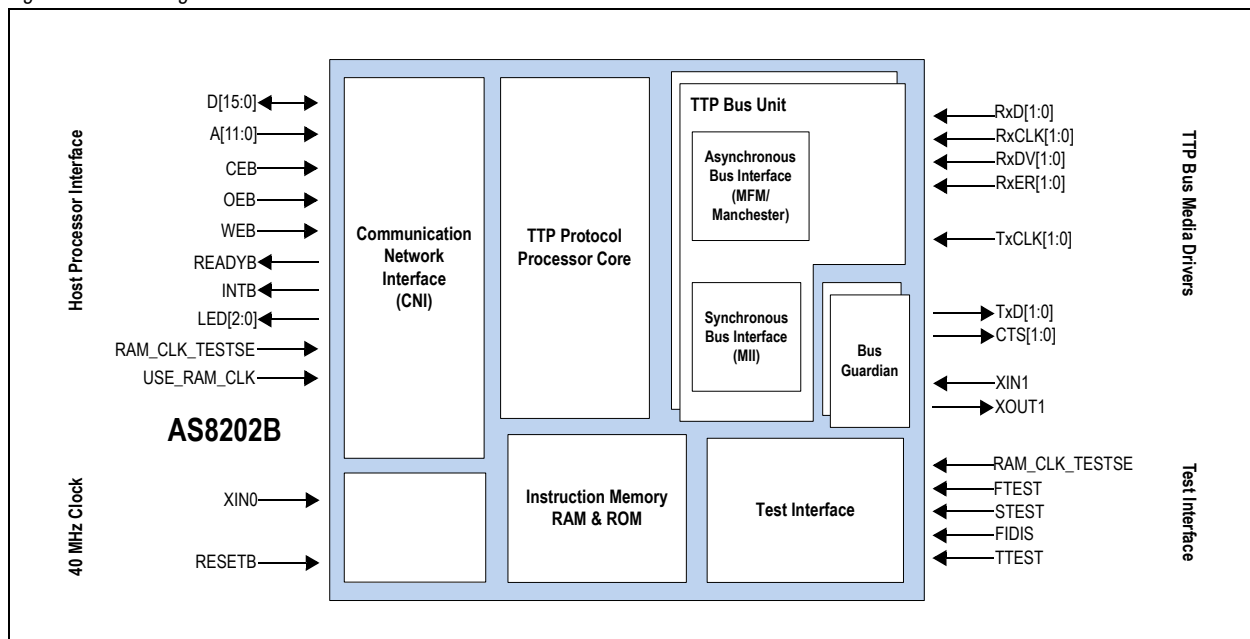 Host Processor Interface
D[15:0]
A[11:0]
CEB
OEB
WEB
READYB
INTB
LED[2:0]
RAM_CLK_TESTSE
USE_RAM_CLK
AS8202B
40 MHz Clock
XIN0
RESETB
Communication
Network
Interface
(CNI)
TTP Protocol
Processor Core
TTP Bus Unit
Asynchronous
Bus Interface
(MFM/
Manchester)
Synchronous
Bus Interface
(MII)
Bus
Guardian
Instruction Memory
RAM & ROM
Test Interface
RxD[1:0]
RxCLK[1:0]
RxDV[1:0]
RxER[1:0]
TxCLK[1:0]
TxD[1:0]
CTS[1:0]
XIN1
XOUT1
TTP Bus Media Drivers
RAM_CLK_TESTSE
FTEST
STEST
FIDIS
TTEST
Test Interface